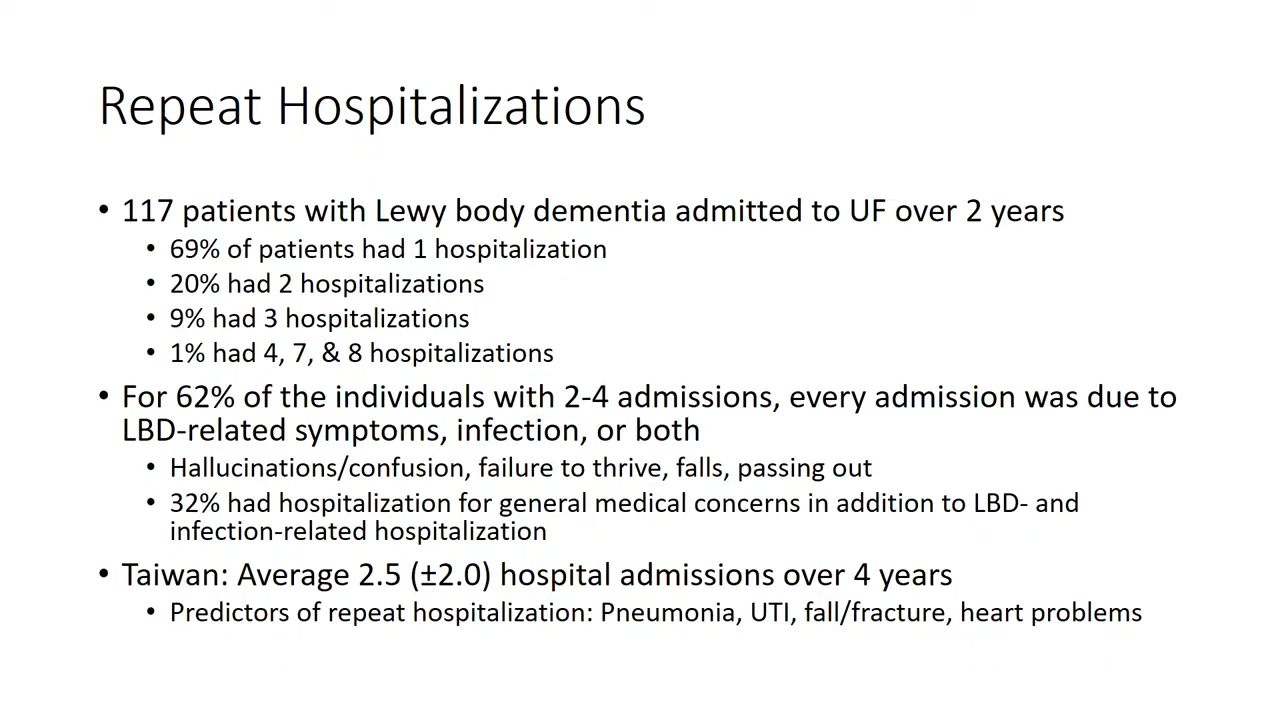 Repeat Hospitalizations
• 117 patients with Lewy body dementia admitted to UF over 2 years
• 69% of patients had 1 hospitalization
• 20% had 2 hospitalizations
• 9% had 3 hospitalizations
• 1% had 4, 7, & 8 hospitalizations
• For 62% of the individuals with 2-4 admissions, every admission was due to
LBD-related symptoms, infection, or both
• Hallucinations/confusion, failure to thrive, falls, passing out
• 32% had hospitalization for general medical concerns in addition to LBD- and
infection-related hospitalization
• Taiwan: Average 2.5 (±2.0) hospital admissions over 4 years
• Predictors of repeat hospitalization: Pneumonia, UTI, fall/fracture, heart problems